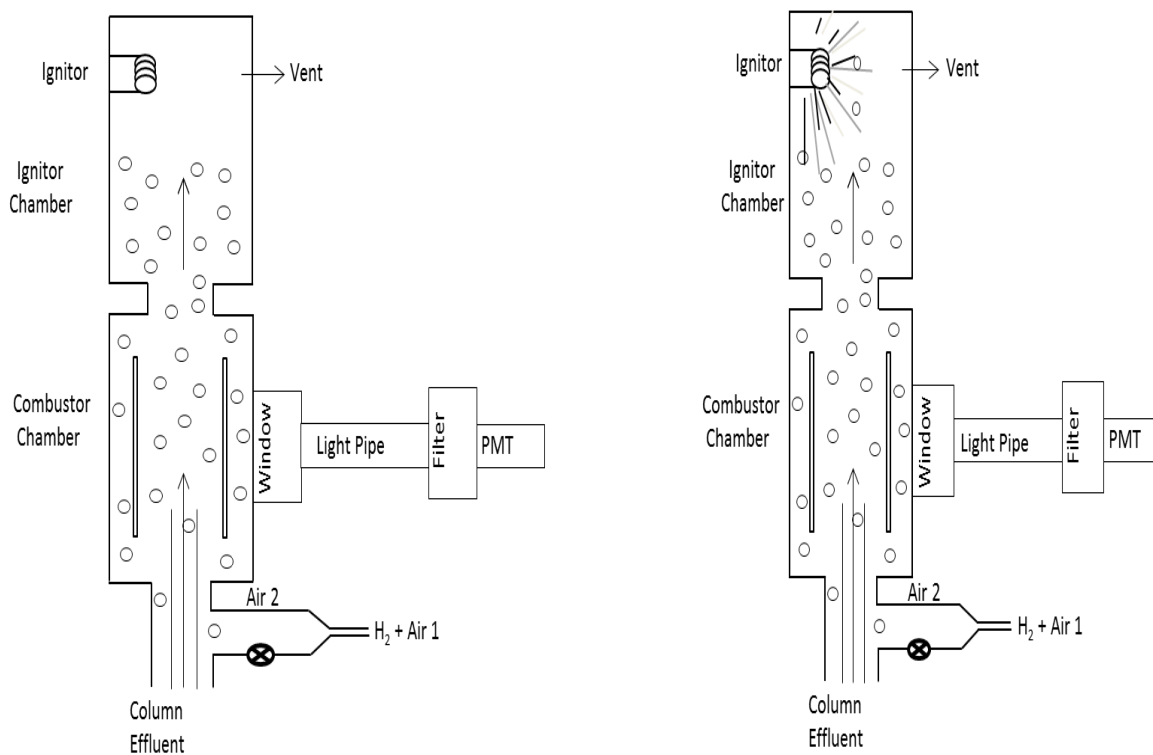 Ignitor
Vent
Ignitor
Chamber
Combustor
Chamber
Window
Light Pipe
Filter
PMT
Air 2
H₂ + Air 1
Column
Effluent
Ignitor
Vent
Ignitor
Chamber
Combustor
Chamber
Window
Light Pipe
Filter
PMT
Air 2
H₂ + Air 1
Column
Effluent